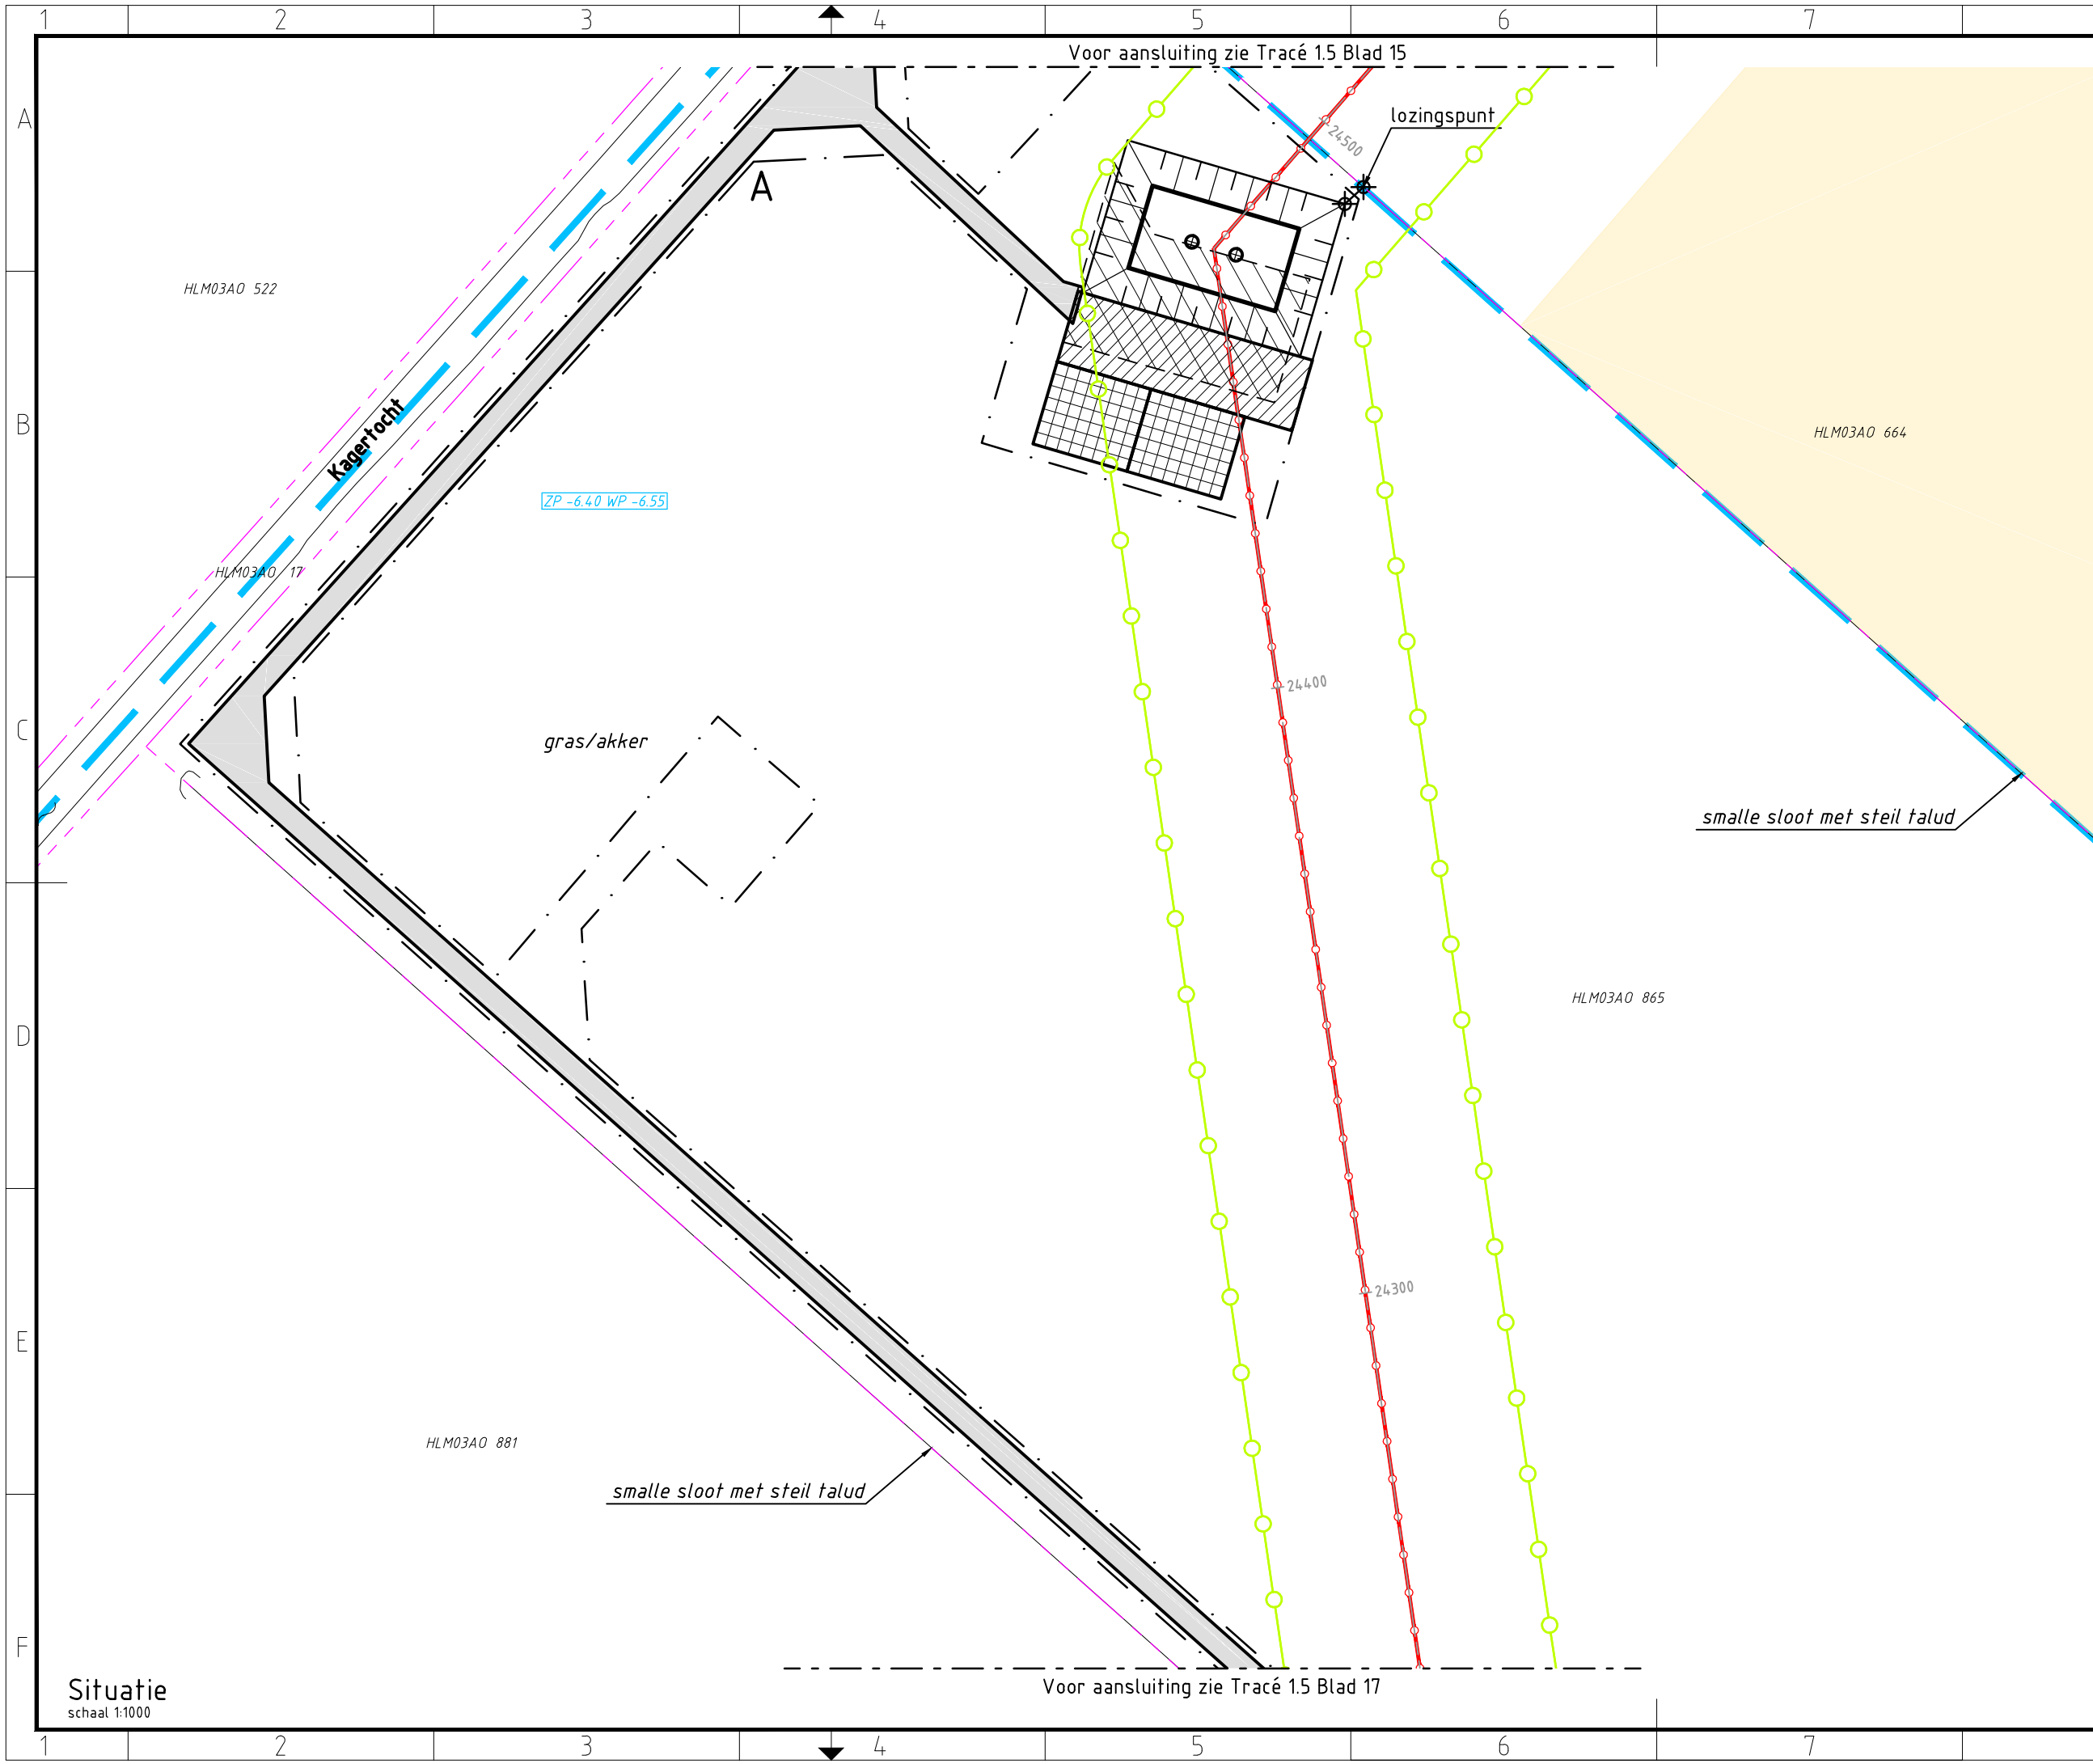 1 2 3 4 5 6 7
Voor aansluiting zie Tracé 1.5 Blad 15
A
lozingspunt
24500
A
HLM03AO 522
B
Kagertocht
HLM03AO 664
ZP -6.40 WP -6.55
HLM03AO 17
24400
C
gras/akker
smalle sloot met steil talud
HLM03AO 865
D
24300
E
HLM03AO 881
smalle sloot met steil talud
F
Situatie
schaal 1:1000
Voor aansluiting zie Tracé 1.5 Blad 17
1 2 3 4 5 6 7